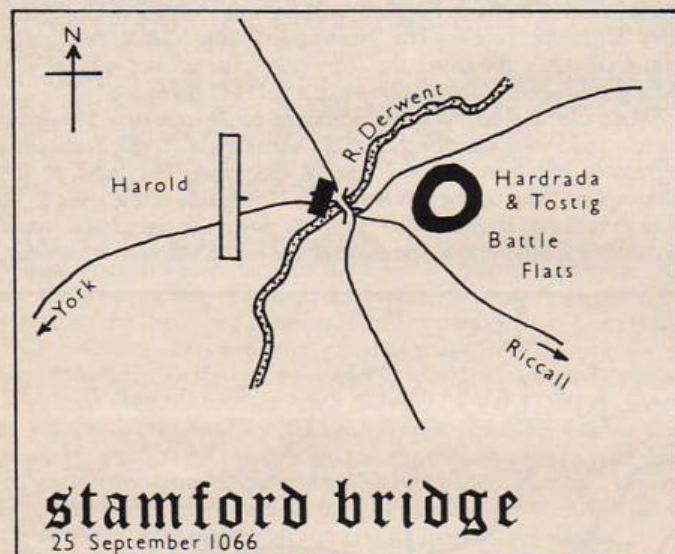 N
R. Derwent
Harold
Hardrada
& Tostig
Battle
Flats
York
Riccall
stamford bridge
25 September 1066